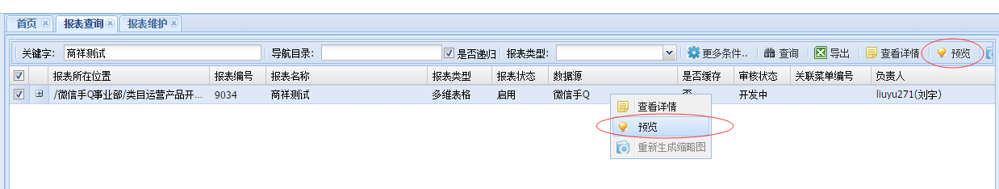 首页 报表查询 报表维护
关键字: 商祥测试 导航目录: 是否递归 报表类型: 更多条件.. 查询 导出 查看详情 预览
报表所在位置 报表编号 报表名称 报表类型 报表状态 数据源 是否缓存 审核状态 关联菜单编号 负责人
/微信手Q事业部/类目运营产品开... 9034 商祥测试 多维表格 启用 微信手Q 否 开发中 liuyu271(刘宇)
查看详情
预览
重新生成缩略图